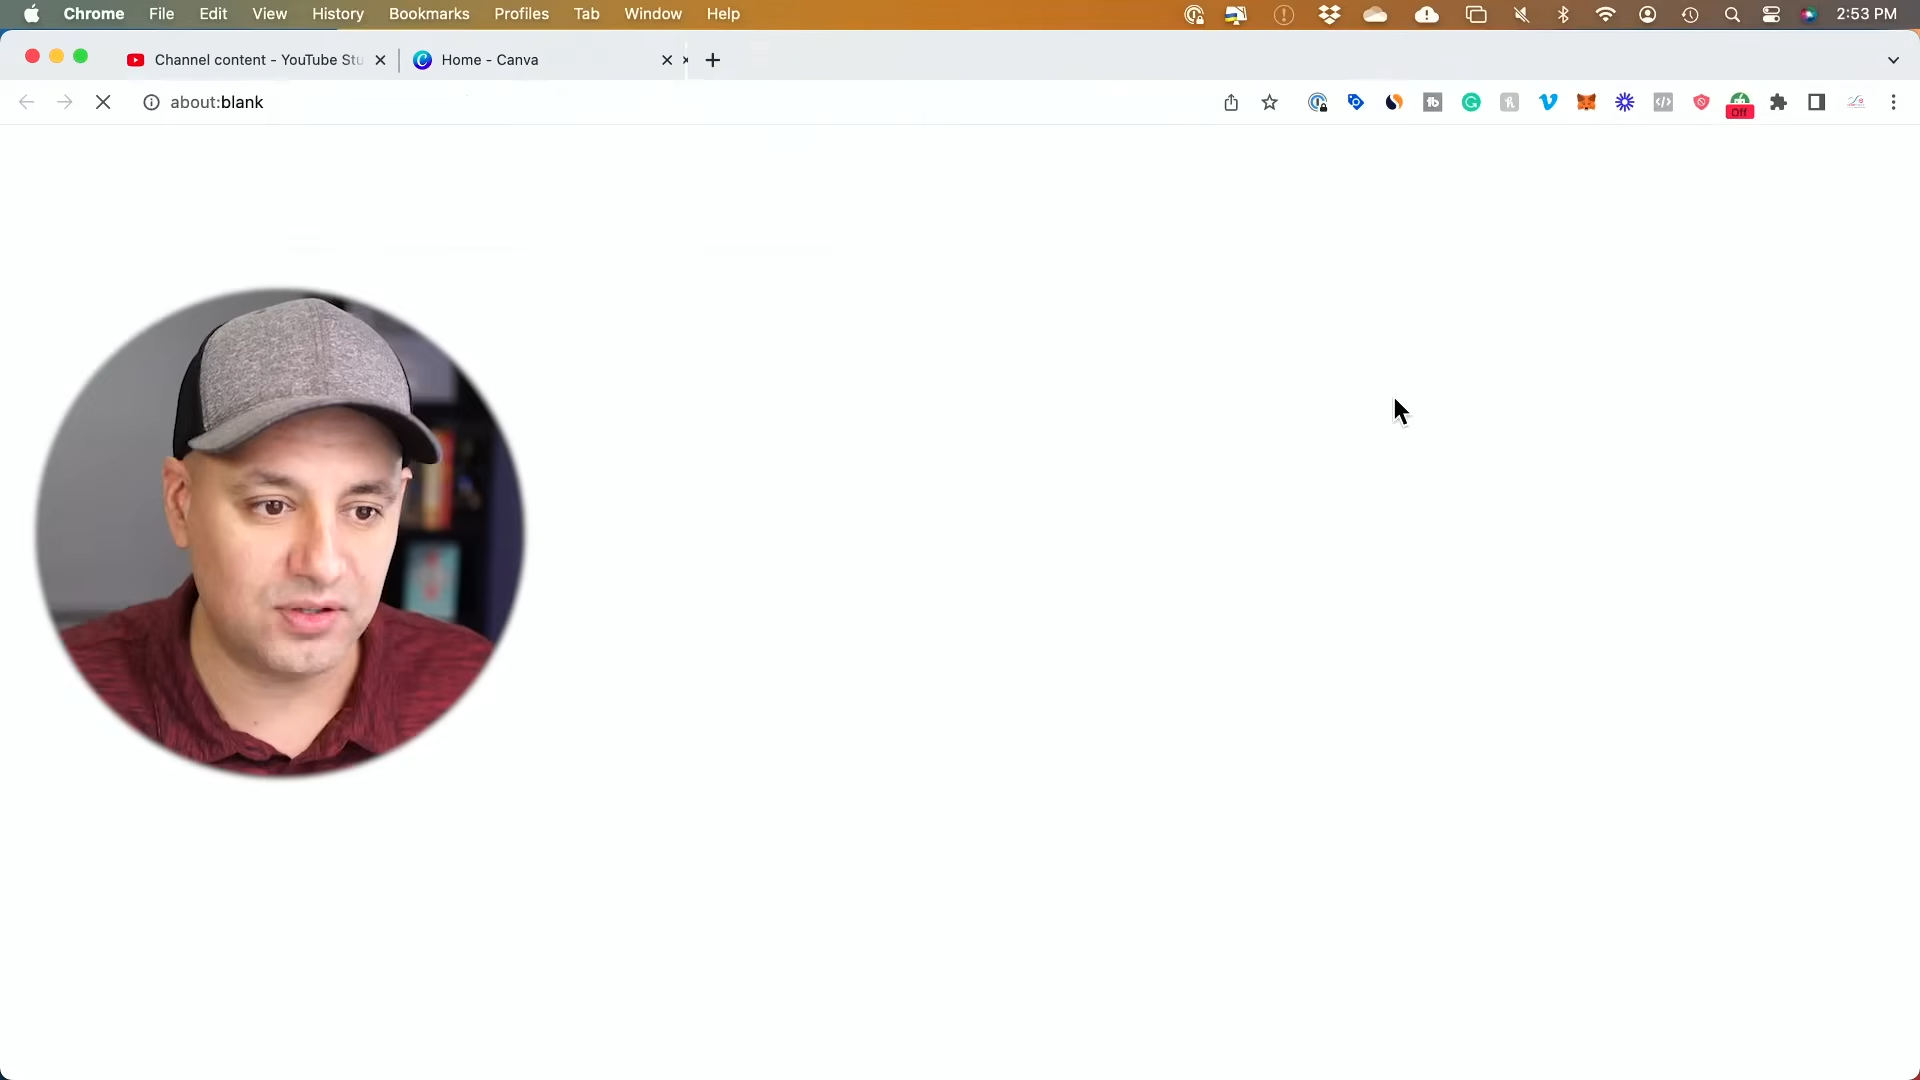 Chrome File Edit View History Bookmarks Profiles Tab Window Help 2:53 PM
Channel content - YouTube Stu Home - Canva
about:blank
Off